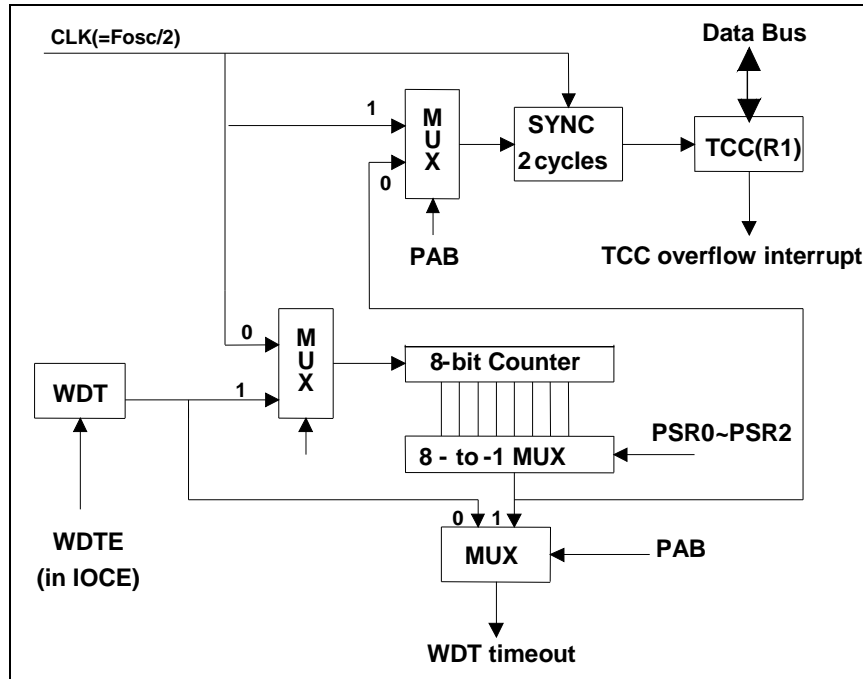 CLK(=Fosc/2)
Data Bus
1
0
M
U
X
SYNC
2 cycles
TCC(R1)
PAB
TCC overflow interrupt
0
1
M
U
X
8-bit Counter
WDT
PSR0~PSR2
8 - to -1 MUX
0 1
WDTE
(in IOCE)
MUX
PAB
WDT timeout